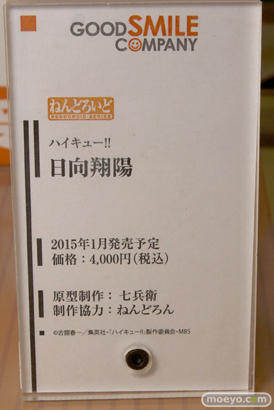 GOOD SMILE
COMPANY
ねんどろいど
NENDOROID SERIES
ハイキュー!!
日向翔陽
2015年1月発売予定
価格：4,000円(税込)
原型制作：七兵衛
制作協力：ねんどろん
©古舘春一／集英社・「ハイキュー!!」製作委員会・MBS
moeyo.com